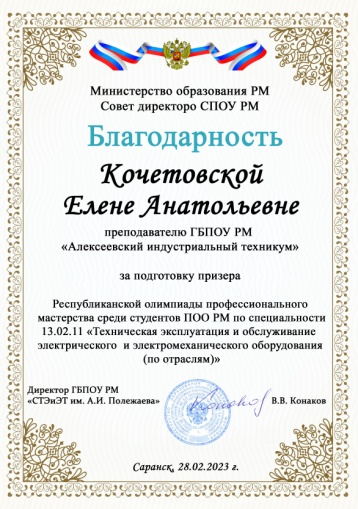 Министерство образования РМ
Совет директоро СПОУ РМ
Благодарность
Кочетовской
Елене Анатольевне
преподавателю ГБПОУ РМ
«Алексеевский индустриальный техникум»
за подготовку призера
Республиканской олимпиады профессионального
мастерства среди студентов ПОО РМ по специальности
13.02.11 «Техническая эксплуатация и обслуживание
электрического и электромеханического оборудования
(по отраслям)»
Директор ГБПОУ РМ
«СТЭиЭТ им. А.И. Полежаева»
В.В. Конаков
Саранск, 28.02.2023 г.